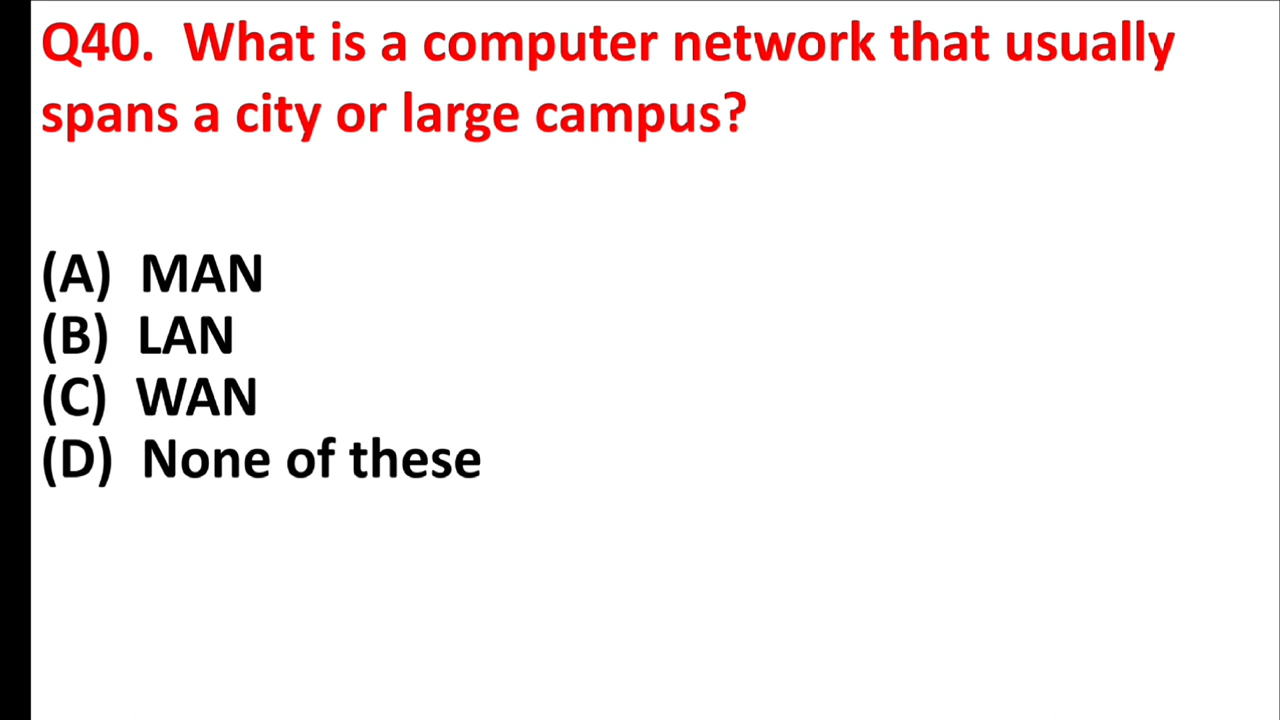 Q40. What is a computer network that usually
spans a city or large campus?
(A) MAN
(B) LAN
(C) WAN
(D) None of these